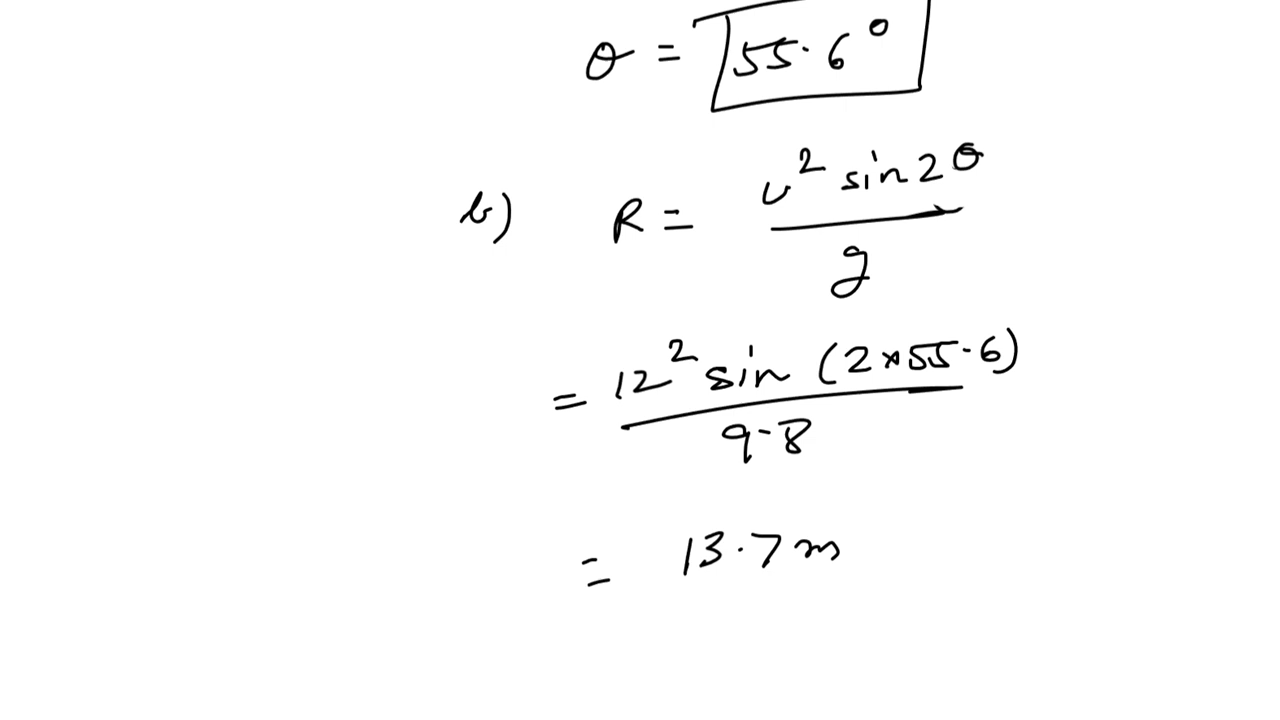 θ = 55.6°
b) R = u² sin 2θ / g
= 12² sin (2×55.6) / 9.8
= 13.7 m